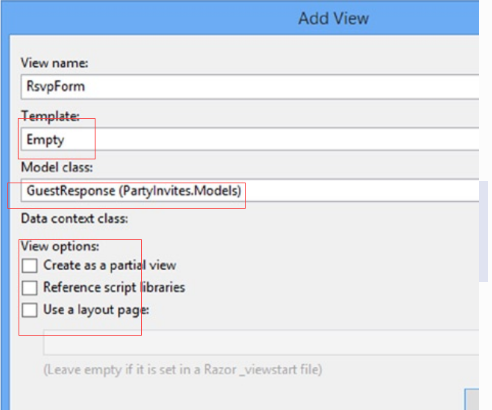 Add View
View name:
RsvpForm
Template:
Empty
Model class:
GuestResponse (PartyInvites.Models)
Data context class:
View options:
Create as a partial view
Reference script libraries
Use a layout page:
(Leave empty if it is set in a Razor _viewstart file)